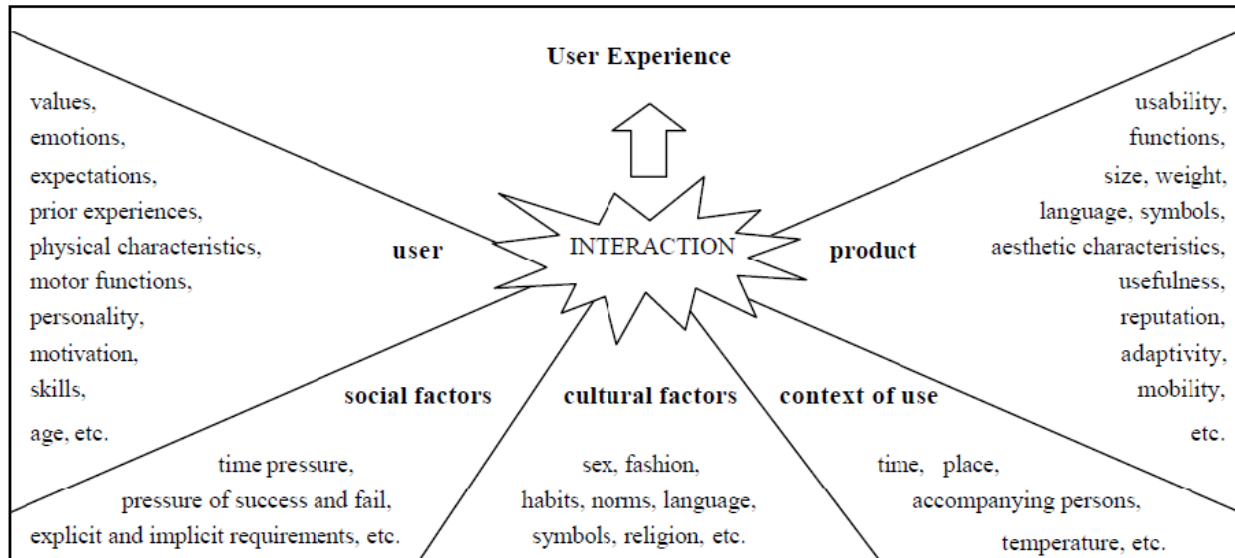 User Experience
values,
emotions,
expectations,
prior experiences,
physical characteristics,
motor functions,
personality,
motivation,
skills,
age, etc.
user
INTERACTION
product
usability,
functions,
size, weight,
language, symbols,
aesthetic characteristics,
usefulness,
reputation,
adaptivity,
mobility,
etc.
social factors
time pressure,
pressure of success and fail,
explicit and implicit requirements, etc.
cultural factors
sex, fashion,
habits, norms, language,
symbols, religion, etc.
context of use
time, place,
accompanying persons,
temperature, etc.